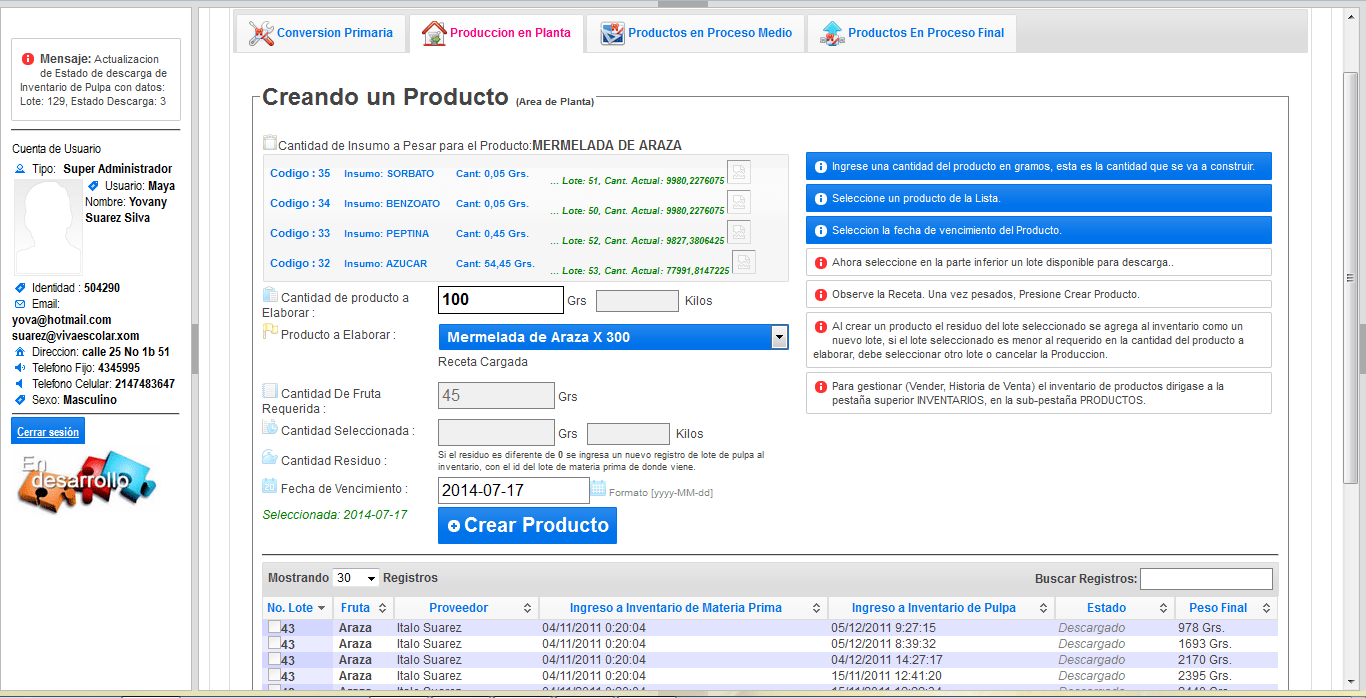 Conversion Primaria
Produccion en Planta
Productos en Proceso Medio
Productos En Proceso Final
Mensaje: Actualizacion
de Estado de descarga de
Inventario de Pulpa con datos:
Lote: 129, Estado Descarga: 3
Cuenta de Usuario
Tipo: Super Administrador
Usuario: Maya
Nombre: Yovany
Suarez Silva
Identidad : 504290
Email:
yova@hotmail.com
suarez@vivaescolar.xom
Direccion: calle 25 No 1b 51
Telefono Fijo: 4345995
Telefono Celular: 2147483647
Sexo: Masculino
Cerrar sesión
En
desarrollo
Creando un Producto (Area de Planta)
Cantidad de Insumo a Pesar para el Producto:MERMELADA DE ARAZA
Codigo : 35 Insumo: SORBATO Cant: 0,05 Grs. ... Lote: 51, Cant. Actual: 9980,2276075
Codigo : 34 Insumo: BENZOATO Cant: 0,05 Grs. ... Lote: 50, Cant. Actual: 9980,2276075
Codigo : 33 Insumo: PEPTINA Cant: 0,45 Grs. ... Lote: 52, Cant. Actual: 9827,3806425
Codigo : 32 Insumo: AZUCAR Cant: 54,45 Grs. ... Lote: 53, Cant. Actual: 77991,8147225
Cantidad de producto a
Elaborar :
100 Grs Kilos
Producto a Elaborar :
Mermelada de Araza X 300
Receta Cargada
Cantidad De Fruta
Requerida :
45 Grs
Cantidad Seleccionada :
Grs Kilos
Cantidad Residuo :
Si el residuo es diferente de 0 se ingresa un nuevo registro de lote de pulpa al
inventario, con el id del lote de materia prima de donde viene.
Fecha de Vencimiento :
2014-07-17 Formato [yyyy-MM-dd]
Seleccionada: 2014-07-17
Crear Producto
Ingrese una cantidad del producto en gramos, esta es la cantidad que se va a construir.
Seleccione un producto de la Lista.
Seleccion la fecha de vencimiento del Producto.
Ahora seleccione en la parte inferior un lote disponible para descarga..
Observe la Receta. Una vez pesados, Presione Crear Producto.
Al crear un producto el residuo del lote seleccionado se agrega al inventario como un
nuevo lote, si el lote seleccionado es menor al requerido en la cantidad del producto a
elaborar, debe seleccionar otro lote o cancelar la Produccion.
Para gestionar (Vender, Historia de Venta) el inventario de productos dirigase a la
pestaña superior INVENTARIOS, en la sub-pestaña PRODUCTOS.
Mostrando 30 Registros
Buscar Registros:
No. Lote Fruta Proveedor Ingreso a Inventario de Materia Prima Ingreso a Inventario de Pulpa Estado Peso Final
43 Araza Italo Suarez 04/11/2011 0:20:04 05/12/2011 9:27:15 Descargado 978 Grs.
43 Araza Italo Suarez 04/11/2011 0:20:04 05/12/2011 8:39:32 Descargado 1693 Grs.
43 Araza Italo Suarez 04/11/2011 0:20:04 04/12/2011 14:27:17 Descargado 2170 Grs.
43 Araza Italo Suarez 04/11/2011 0:20:04 15/11/2011 12:41:20 Descargado 2395 Grs.